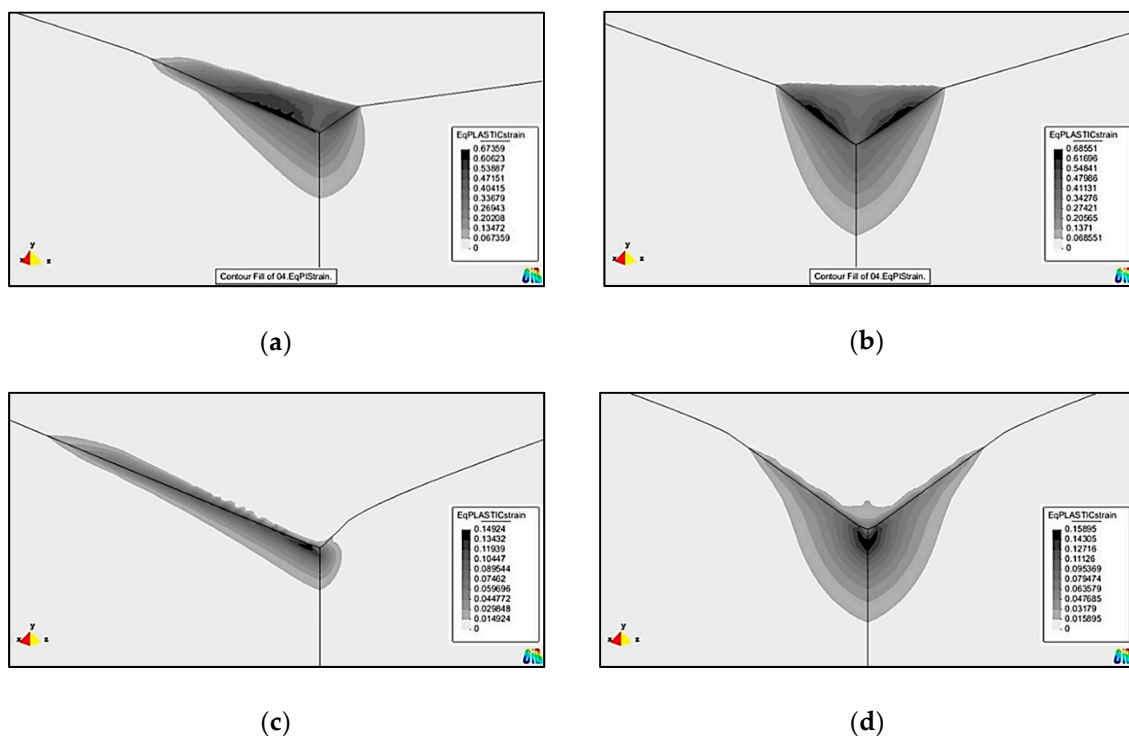 EqPLASTICstrain
0.67359
0.60623
0.53887
0.47151
0.40415
0.33679
0.26943
0.20208
0.13472
0.067359
0
y
x z
Contour Fill of 04.EqPlStrain.
(a)
EqPLASTICstrain
0.68551
0.61696
0.54841
0.47986
0.41131
0.34276
0.27421
0.20565
0.1371
0.068551
0
y
x z
Contour Fill of 04.EqPlStrain.
(b)
EqPLASTICstrain
0.14924
0.13432
0.11939
0.10447
0.089544
0.07462
0.059696
0.044772
0.029848
0.014924
0
y
x z
(c)
EqPLASTICstrain
0.15895
0.14305
0.12716
0.11126
0.095369
0.079474
0.063579
0.047685
0.03179
0.015895
0
y
x z
(d)